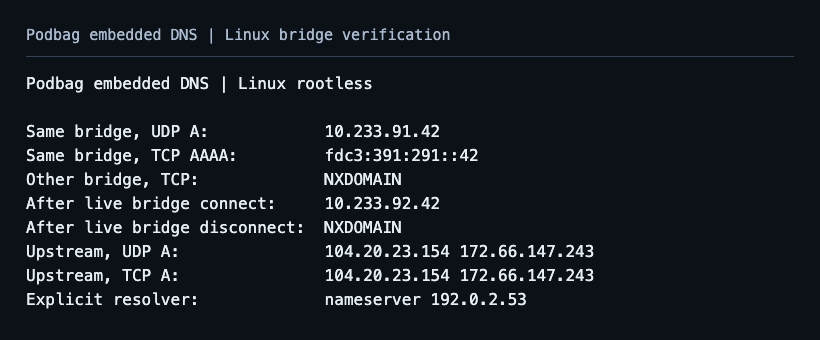 Podbag embedded DNS | Linux bridge verification
Podbag embedded DNS | Linux rootless
Same bridge, UDP A: 10.233.91.42
Same bridge, TCP AAAA: fdc3:391:291::42
Other bridge, TCP: NXDOMAIN
After live bridge connect: 10.233.92.42
After live bridge disconnect: NXDOMAIN
Upstream, UDP A: 104.20.23.154 172.66.147.243
Upstream, TCP A: 104.20.23.154 172.66.147.243
Explicit resolver: nameserver 192.0.2.53